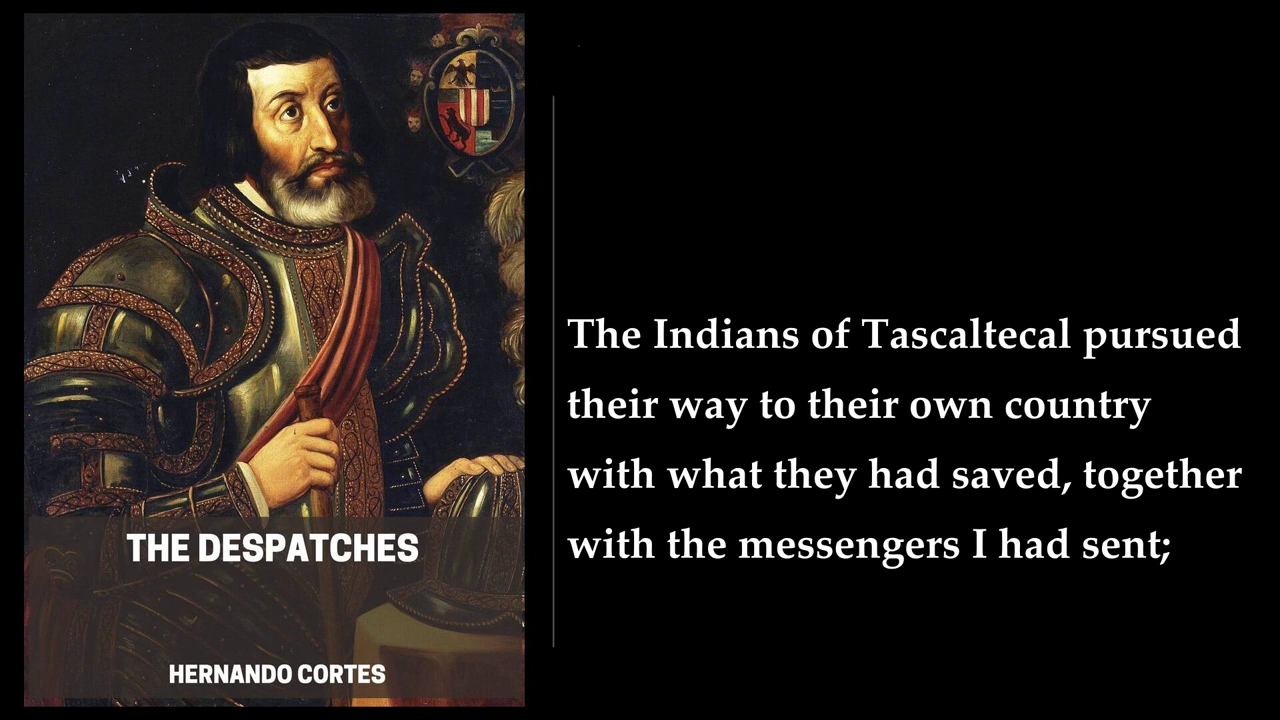 THE DESPATCHES
HERNANDO CORTES
The Indians of Tascaltecal pursued
their way to their own country
with what they had saved, together
with the messengers I had sent;